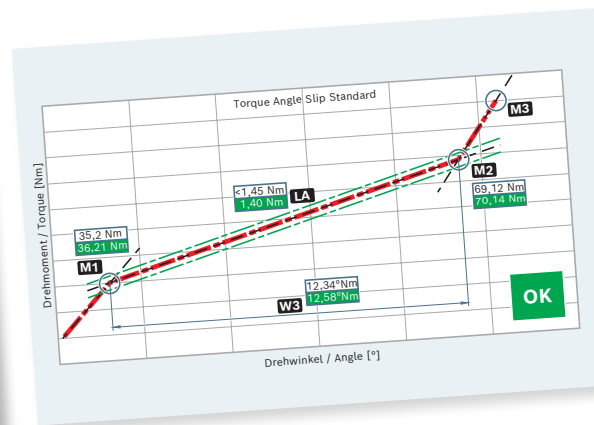 Torque Angle Slip Standard
M3
M2
69,12 Nm
70,14 Nm
<1,45 Nm
1,40 Nm
LA
35,2 Nm
36,21 Nm
M1
12,34°Nm
12,58°Nm
W3
OK
Drehmoment / Torque [Nm]
Drehwinkel / Angle [°]